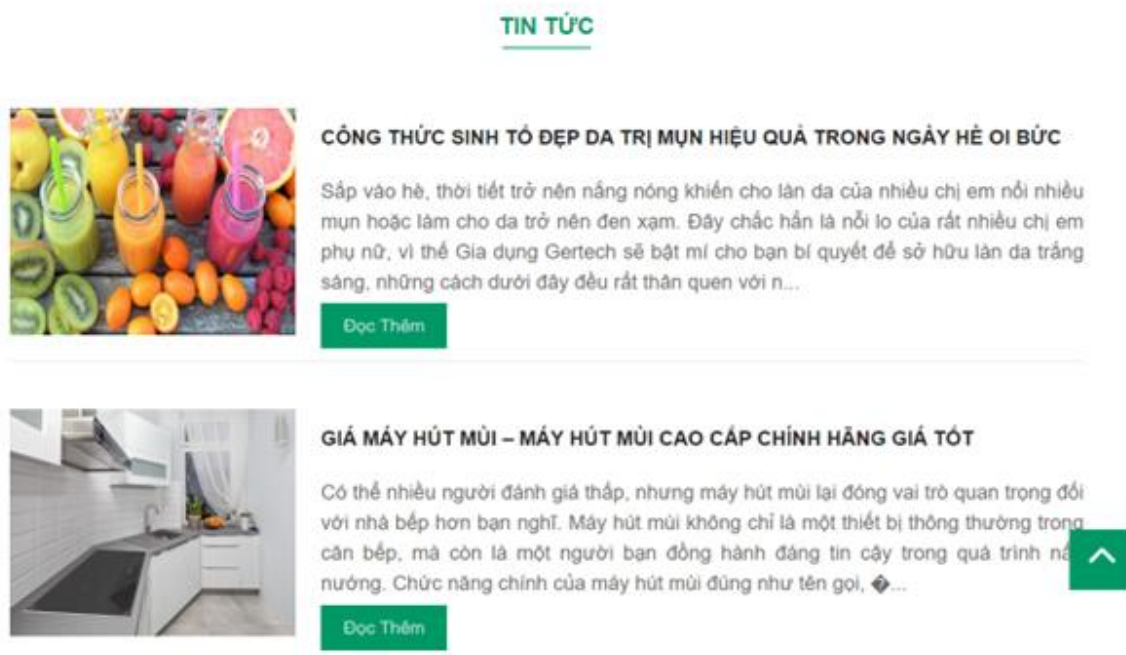 TIN TỨC
CÔNG THỨC SINH TỐ ĐẸP DA TRỊ MỤN HIỆU QUẢ TRONG NGÀY HÈ OI BỨC
Sắp vào hè, thời tiết trở nên nắng nóng khiến cho làn da của nhiều chị em nổi nhiều
mụn hoặc làm cho da trở nên đen xạm. Đây chắc hẳn là nỗi lo của rất nhiều chị em
phụ nữ, vì thế Gia dụng Gertech sẽ bật mí cho bạn bí quyết để sở hữu làn da trắng
sáng, những cách dưới đây đều rất thân quen với n...
Đọc Thêm
GIÁ MÁY HÚT MÙI – MÁY HÚT MÙI CAO CẤP CHÍNH HÃNG GIÁ TỐT
Có thể nhiều người đánh giá thấp, nhưng máy hút mùi lại đóng vai trò quan trọng đối
với nhà bếp hơn bạn nghĩ. Máy hút mùi không chỉ là một thiết bị thông thường trong
căn bếp, mà còn là một người bạn đồng hành đáng tin cậy trong quá trình
nướng. Chức năng chính của máy hút mùi đúng như tên gọi, �...
Đọc Thêm